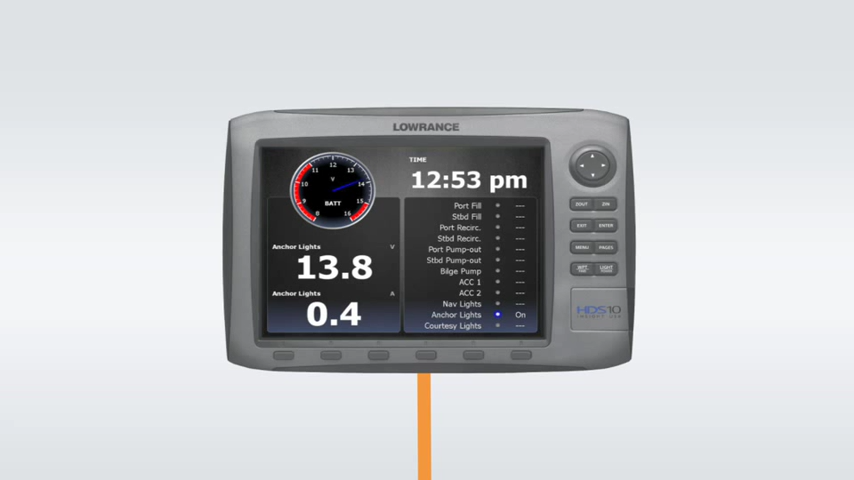 LOWRANCE
12
11
13
V
10
14
BATT
9
15
8
16
TIME
12:53 pm
Anchor Lights V
13.8
Anchor Lights A
0.4
Port Fill ---
Stbd Fill ---
Port Recirc. ---
Stbd Recirc. ---
Port Pump-out ---
Stbd Pump-out ---
Bilge Pump ---
ACC 1 ---
ACC 2 ---
Nav Lights ---
Anchor Lights On
Courtesy Lights ---
ZOUT ZIN
EXIT ENTER
MENU PAGES
WPT LIGHT
HDS10